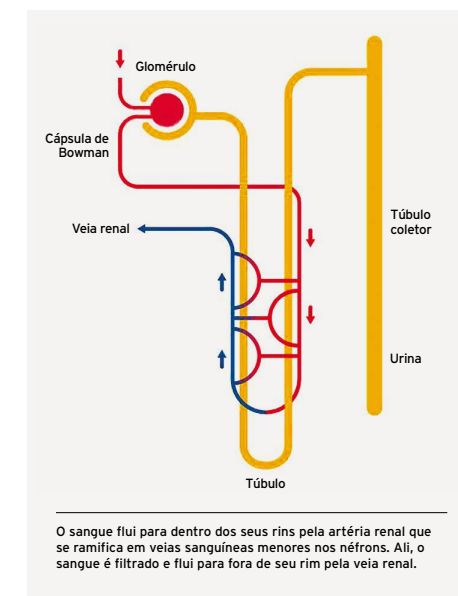 Glomérulo
Cápsula de
Bowman
Veia renal
Túbulo
coletor
Urina
Túbulo
O sangue flui para dentro dos seus rins pela artéria renal que
se ramifica em veias sanguíneas menores nos néfrons. Ali, o
sangue é filtrado e flui para fora de seu rim pela veia renal.